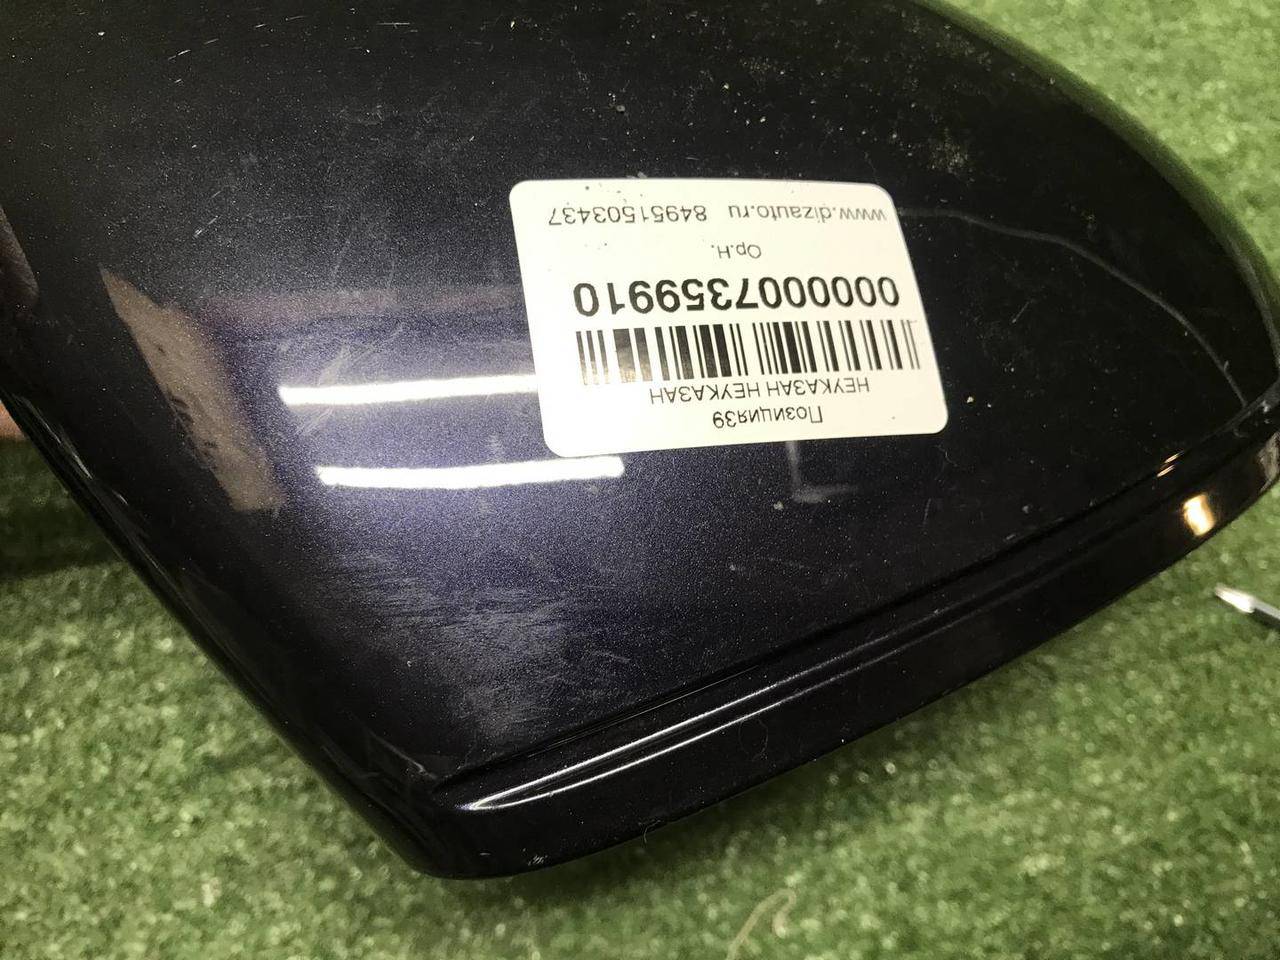 Позиция39
НЕУКАЗАН НЕУКАЗАН
0000007359910
Ор.Н.
www.dizauto.ru 84951503437